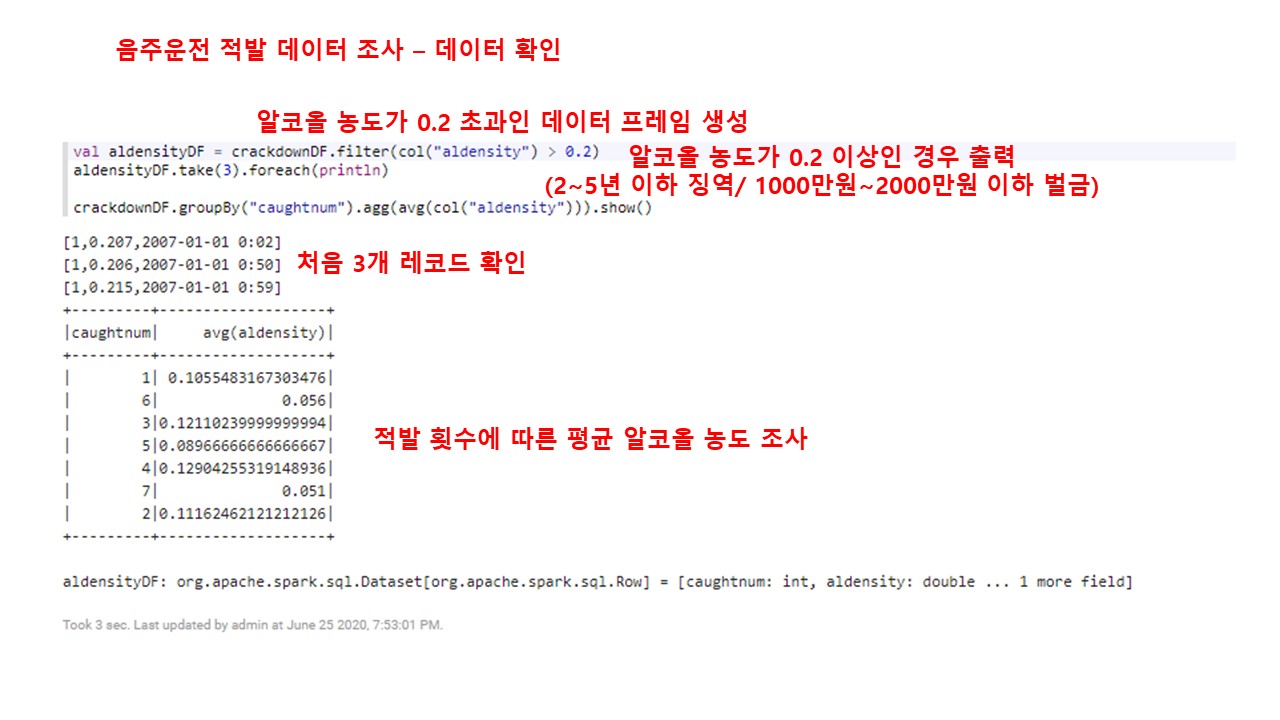 음주운전 적발 데이터 조사 – 데이터 확인
알코올 농도가 0.2 초과인 데이터 프레임 생성
val aldensityDF = crackdownDF.filter(col("aldensity") > 0.2)
알코올 농도가 0.2 이상인 경우 출력
aldensityDF.take(3).foreach(println)
(2~5년 이하 징역/ 1000만원~2000만원 이하 벌금)
crackdownDF.groupBy("caughtnum").agg(avg(col("aldensity"))).show()
[1,0.207,2007-01-01 0:02]
[1,0.206,2007-01-01 0:50]
처음 3개 레코드 확인
[1,0.215,2007-01-01 0:59]
+---------+-------------------+
|caughtnum|     avg(aldensity)|
+---------+-------------------+
|        1| 0.1055483167303476|
|        6|              0.056|
|        3|0.12110239999999994|
|        5|0.08966666666666667|
적발 횟수에 따른 평균 알코올 농도 조사
|        4|0.12904255319148936|
|        7|              0.051|
|        2|0.11162462121212126|
+---------+-------------------+
aldensityDF: org.apache.spark.sql.Dataset[org.apache.spark.sql.Row] = [caughtnum: int, aldensity: double ... 1 more field]
Took 3 sec. Last updated by admin at June 25 2020, 7:53:01 PM.